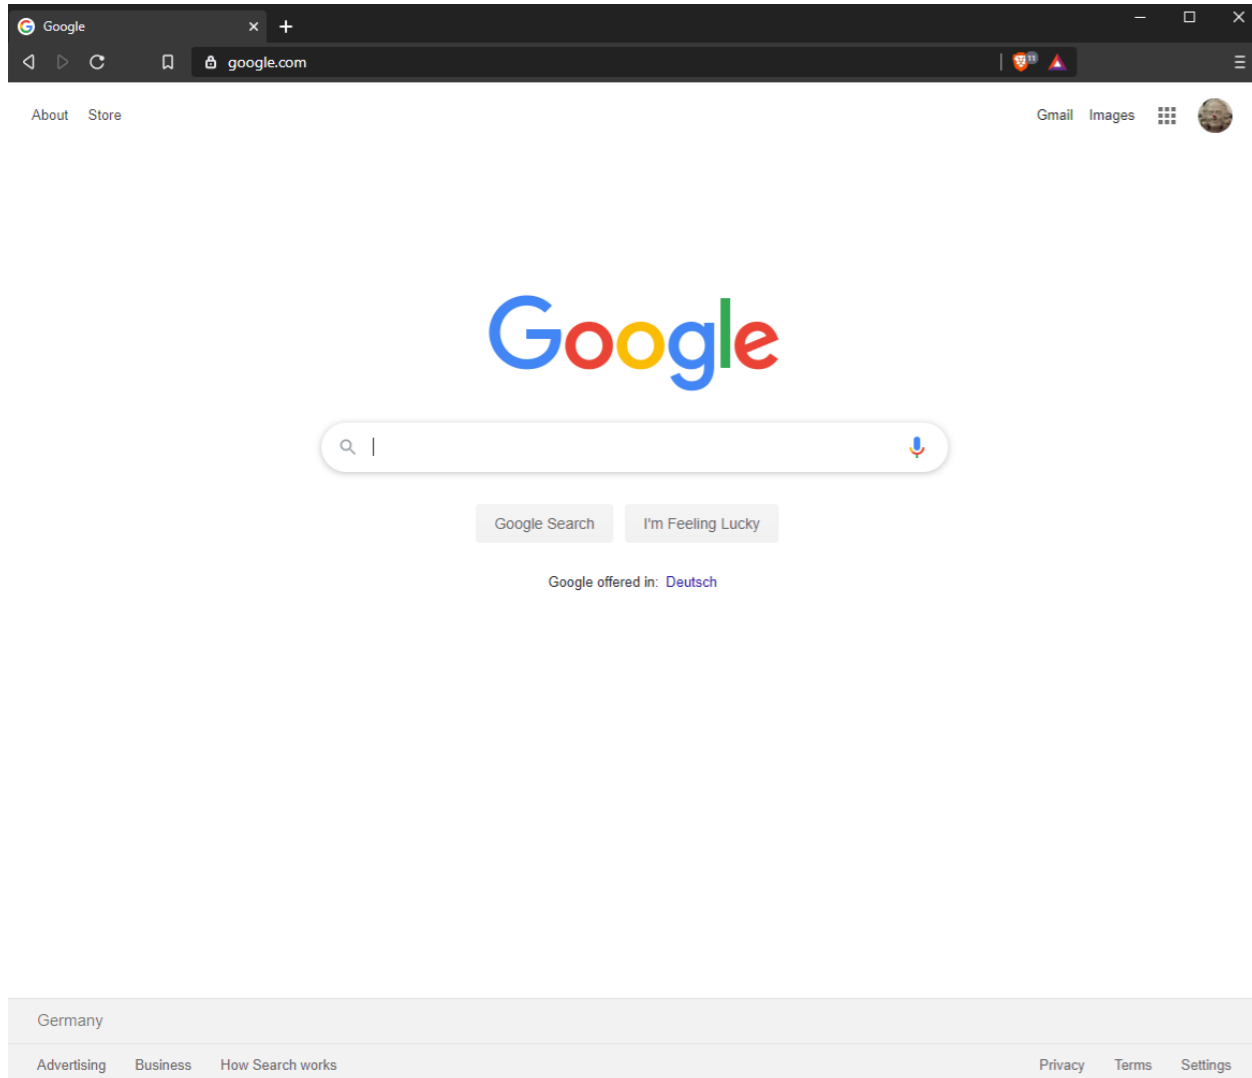 Google
google.com
11
About Store
Gmail Images
Google
Google Search I'm Feeling Lucky
Google offered in: Deutsch
Germany
Advertising Business How Search works
Privacy Terms Settings